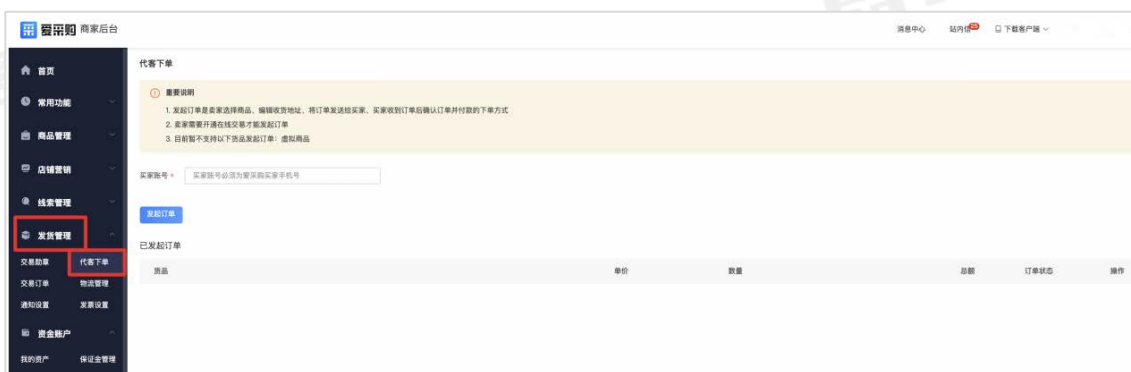 采 爱采购 商家后台
消息中心 站内信25 下载客户端
首页
常用功能
商品管理
店铺营销
线索管理
发货管理
交易勋章 代客下单
交易订单 物流管理
通知设置 发票设置
资金账户
我的资产 保证金管理
代客下单
重要说明
1. 发起订单是卖家选择商品、编辑收货地址，将订单发送给买家，买家收到订单后确认订单并付款的下单方式
2. 卖家需要开通在线交易才能发起订单
3. 目前暂不支持以下货品发起订单：虚拟商品
买家账号 * 买家账号必须为爱采购买家手机号
发起订单
已发起订单
货品 单价 数量 总额 订单状态 操作